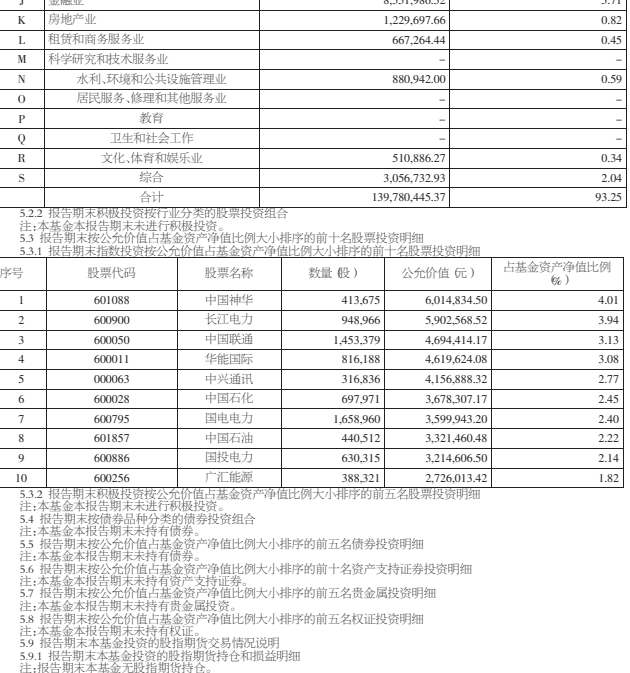 J 金融业 8,551,986.52 5.71
K 房地产业 1,229,697.66 0.82
L 租赁和商务服务业 667,264.44 0.45
M 科学研究和技术服务业 - -
N 水利、环境和公共设施管理业 880,942.00 0.59
O 居民服务、修理和其他服务业 - -
P 教育 - -
Q 卫生和社会工作 - -
R 文化、体育和娱乐业 510,886.27 0.34
S 综合 3,056,732.93 2.04
合计 139,780,445.37 93.25
5.2.2 报告期末积极投资按行业分类的股票投资组合
注：本基金本报告期末未进行积极投资。
5.3 报告期末按公允价值占基金资产净值比例大小排序的前十名股票投资明细
5.3.1 报告期末指数投资按公允价值占基金资产净值比例大小排序的前十名股票投资明细
序号 股票代码 股票名称 数量（股） 公允价值（元） 占基金资产净值比例
（%）
1 601088 中国神华 413,675 6,014,834.50 4.01
2 600900 长江电力 948,966 5,902,568.52 3.94
3 600050 中国联通 1,453,379 4,694,414.17 3.13
4 600011 华能国际 816,188 4,619,624.08 3.08
5 000063 中兴通讯 316,836 4,156,888.32 2.77
6 600028 中国石化 697,971 3,678,307.17 2.45
7 600795 国电电力 1,658,960 3,599,943.20 2.40
8 601857 中国石油 440,512 3,321,460.48 2.22
9 600886 国投电力 630,315 3,214,606.50 2.14
10 600256 广汇能源 388,321 2,726,013.42 1.82
5.3.2 报告期末积极投资按公允价值占基金资产净值比例大小排序的前五名股票投资明细
注：本基金本报告期末未进行积极投资。
5.4 报告期末按债券品种分类的债券投资组合
注：本基金本报告期末未持有债券。
5.5 报告期末按公允价值占基金资产净值比例大小排序的前五名债券投资明细
注：本基金本报告期末未持有债券。
5.6 报告期末按公允价值占基金资产净值比例大小排序的前十名资产支持证券投资明细
注：本基金本报告期末未持有资产支持证券。
5.7 报告期末按公允价值占基金资产净值比例大小排序的前五名贵金属投资明细
注：本基金本报告期末未持有贵金属投资。
5.8 报告期末按公允价值占基金资产净值比例大小排序的前五名权证投资明细
注：本基金本报告期末未持有权证。
5.9 报告期末本基金投资的股指期货交易情况说明
5.9.1 报告期末本基金投资的股指期货持仓和损益明细
注：报告期末本基金无股指期货持仓。